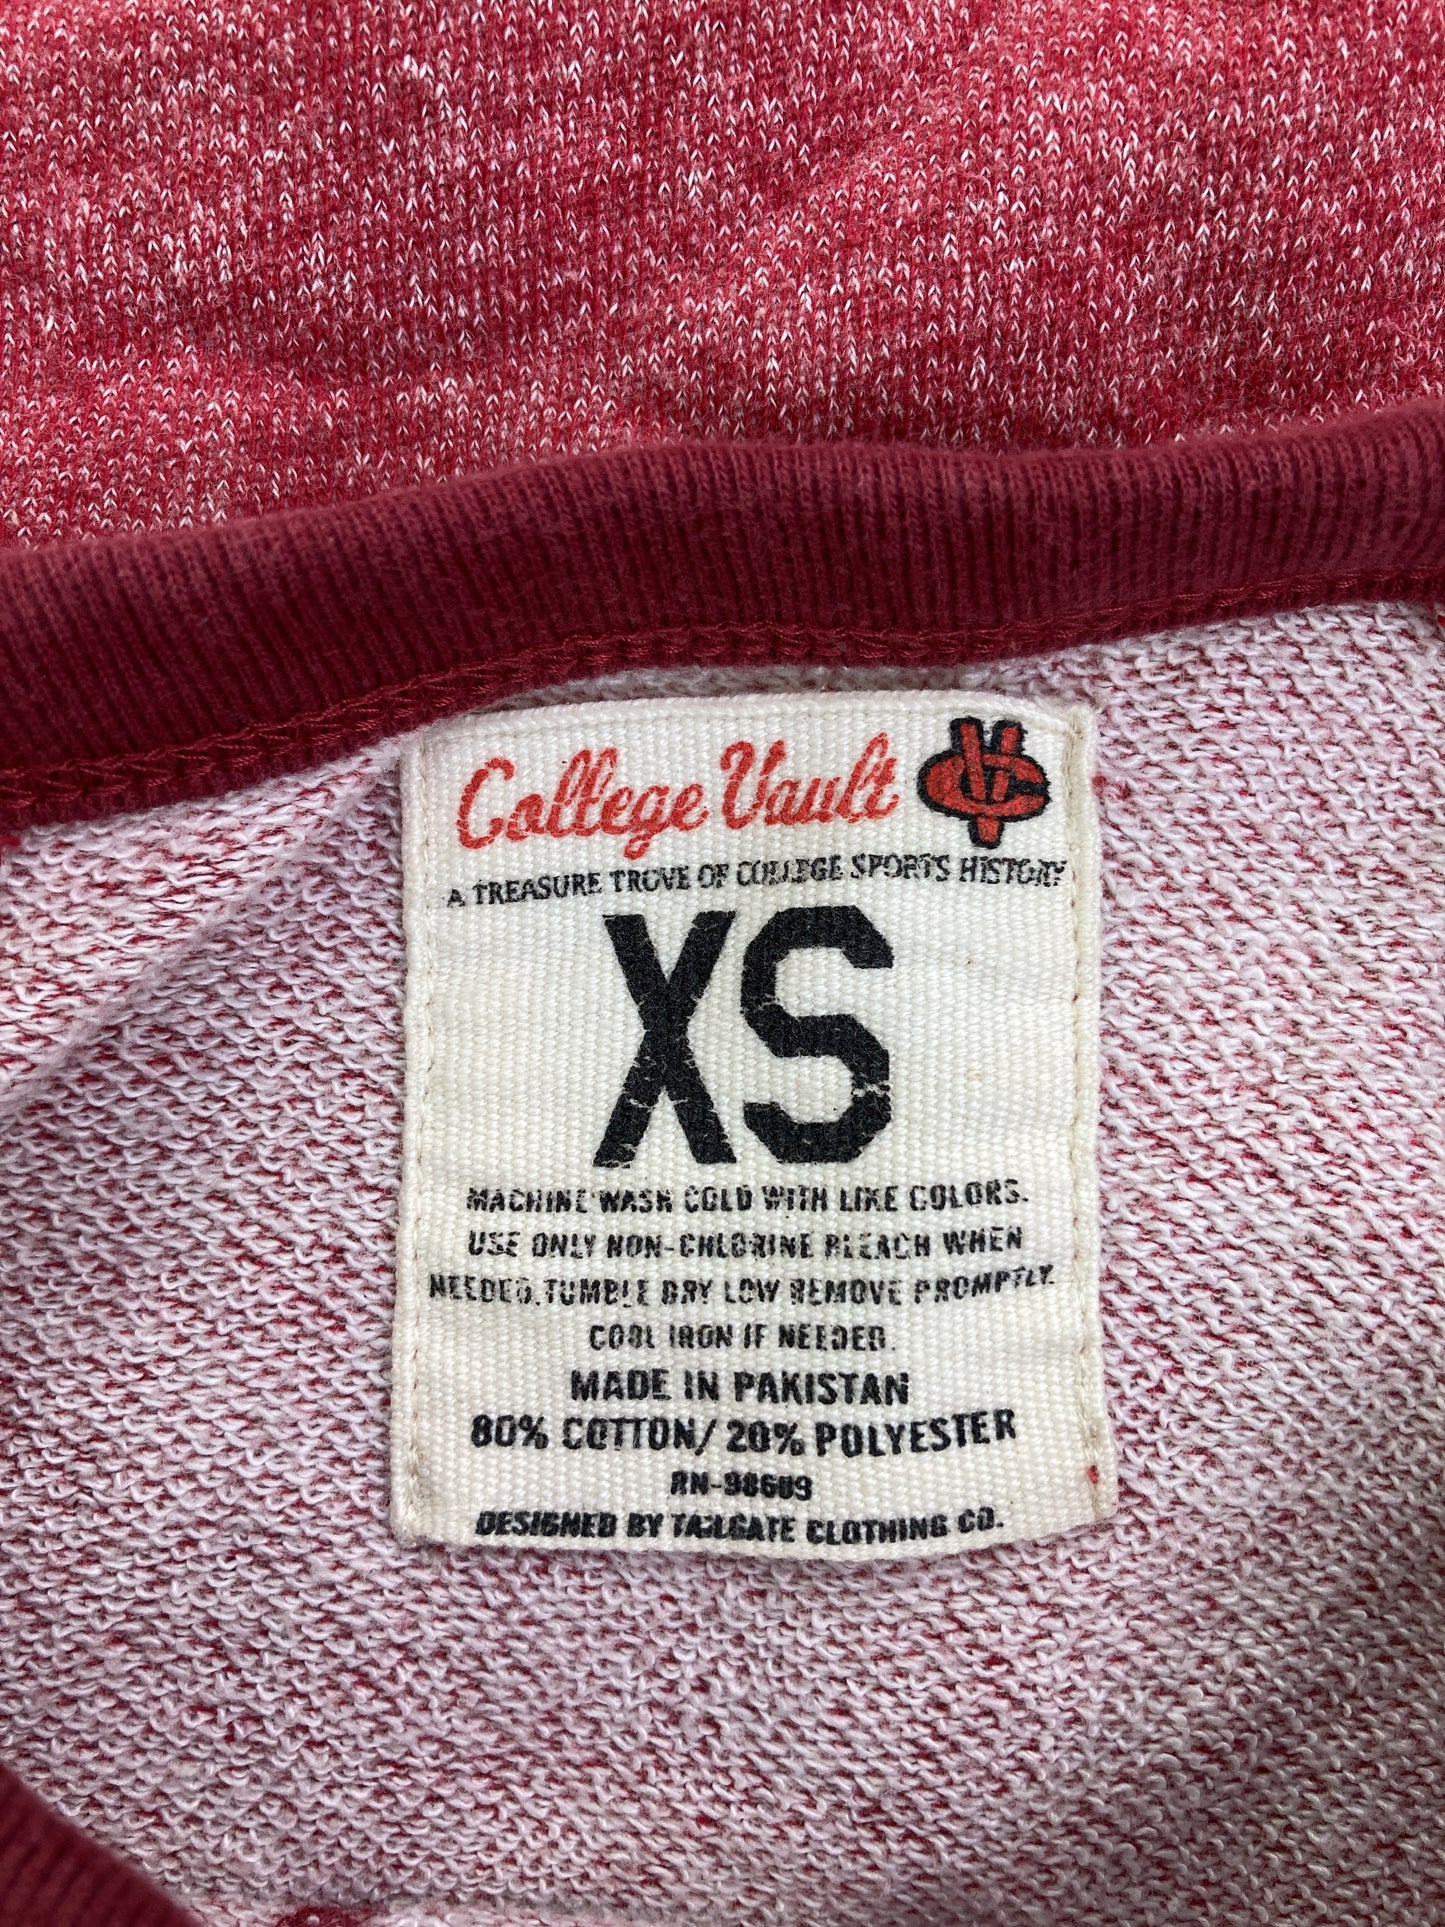 College Vault VC
A TREASURE TROVE OF COLLEGE SPORTS HISTORY
XS
MACHINE WASH COLD WITH LIKE COLORS.
USE ONLY NON-CHLORINE BLEACH WHEN
NEEDED. TUMBLE DRY LOW REMOVE PROMPTLY.
COOL IRON IF NEEDED.
MADE IN PAKISTAN
80% COTTON/ 20% POLYESTER
RN-98609
DESIGNED BY TAILGATE CLOTHING CO.